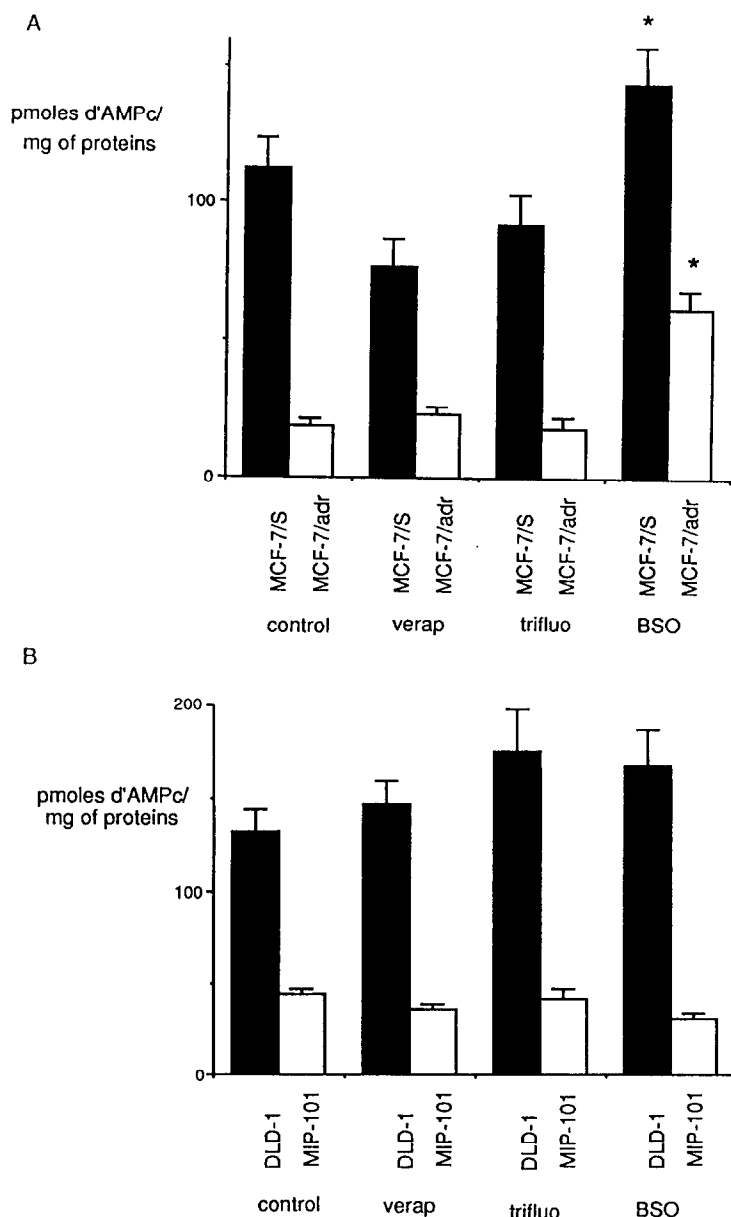 A
pmoles d'AMPc/
mg of proteins
100
0
*
*
MCF-7/S
MCF-7/adr
MCF-7/S
MCF-7/adr
MCF-7/S
MCF-7/adr
MCF-7/S
MCF-7/adr
control
verap
trifluo
BSO
B
200
pmoles d'AMPc/
mg of proteins
100
0
DLD-1
MIP-101
DLD-1
MIP-101
DLD-1
MIP-101
DLD-1
MIP-101
control
verap
trifluo
BSO